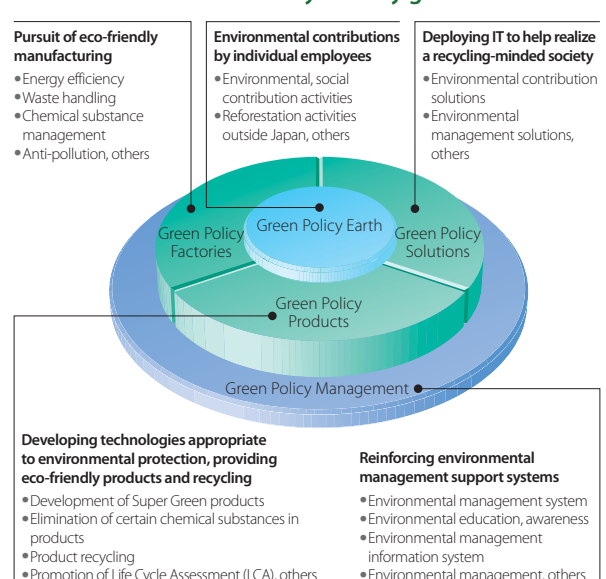 Pursuit of eco-friendly
manufacturing
•Energy efficiency
•Waste handling
•Chemical substance
management
•Anti-pollution, others
Environmental contributions
by individual employees
•Environmental, social
contribution activities
•Reforestation activities
outside Japan, others
Deploying IT to help realize
a recycling-minded society
•Environmental contribution
solutions
•Environmental
management solutions,
others
Green Policy Earth
Green Policy
Factories
Green Policy
Solutions
Green Policy
Products
Green Policy Management
Developing technologies appropriate
to environmental protection, providing
eco-friendly products and recycling
•Development of Super Green products
•Elimination of certain chemical substances in
products
•Product recycling
•Promotion of Life Cycle Assessment (LCA), others
Reinforcing environmental
management support systems
•Environmental management system
•Environmental education, awareness
•Environmental management
information system
•Environmental management, others